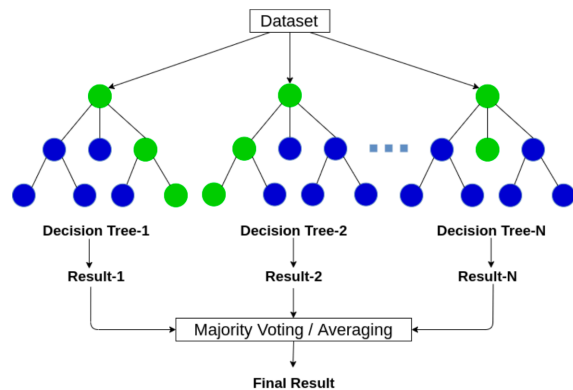 Dataset
Decision Tree-1 Decision Tree-2 Decision Tree-N
Result-1 Result-2 Result-N
Majority Voting / Averaging
Final Result